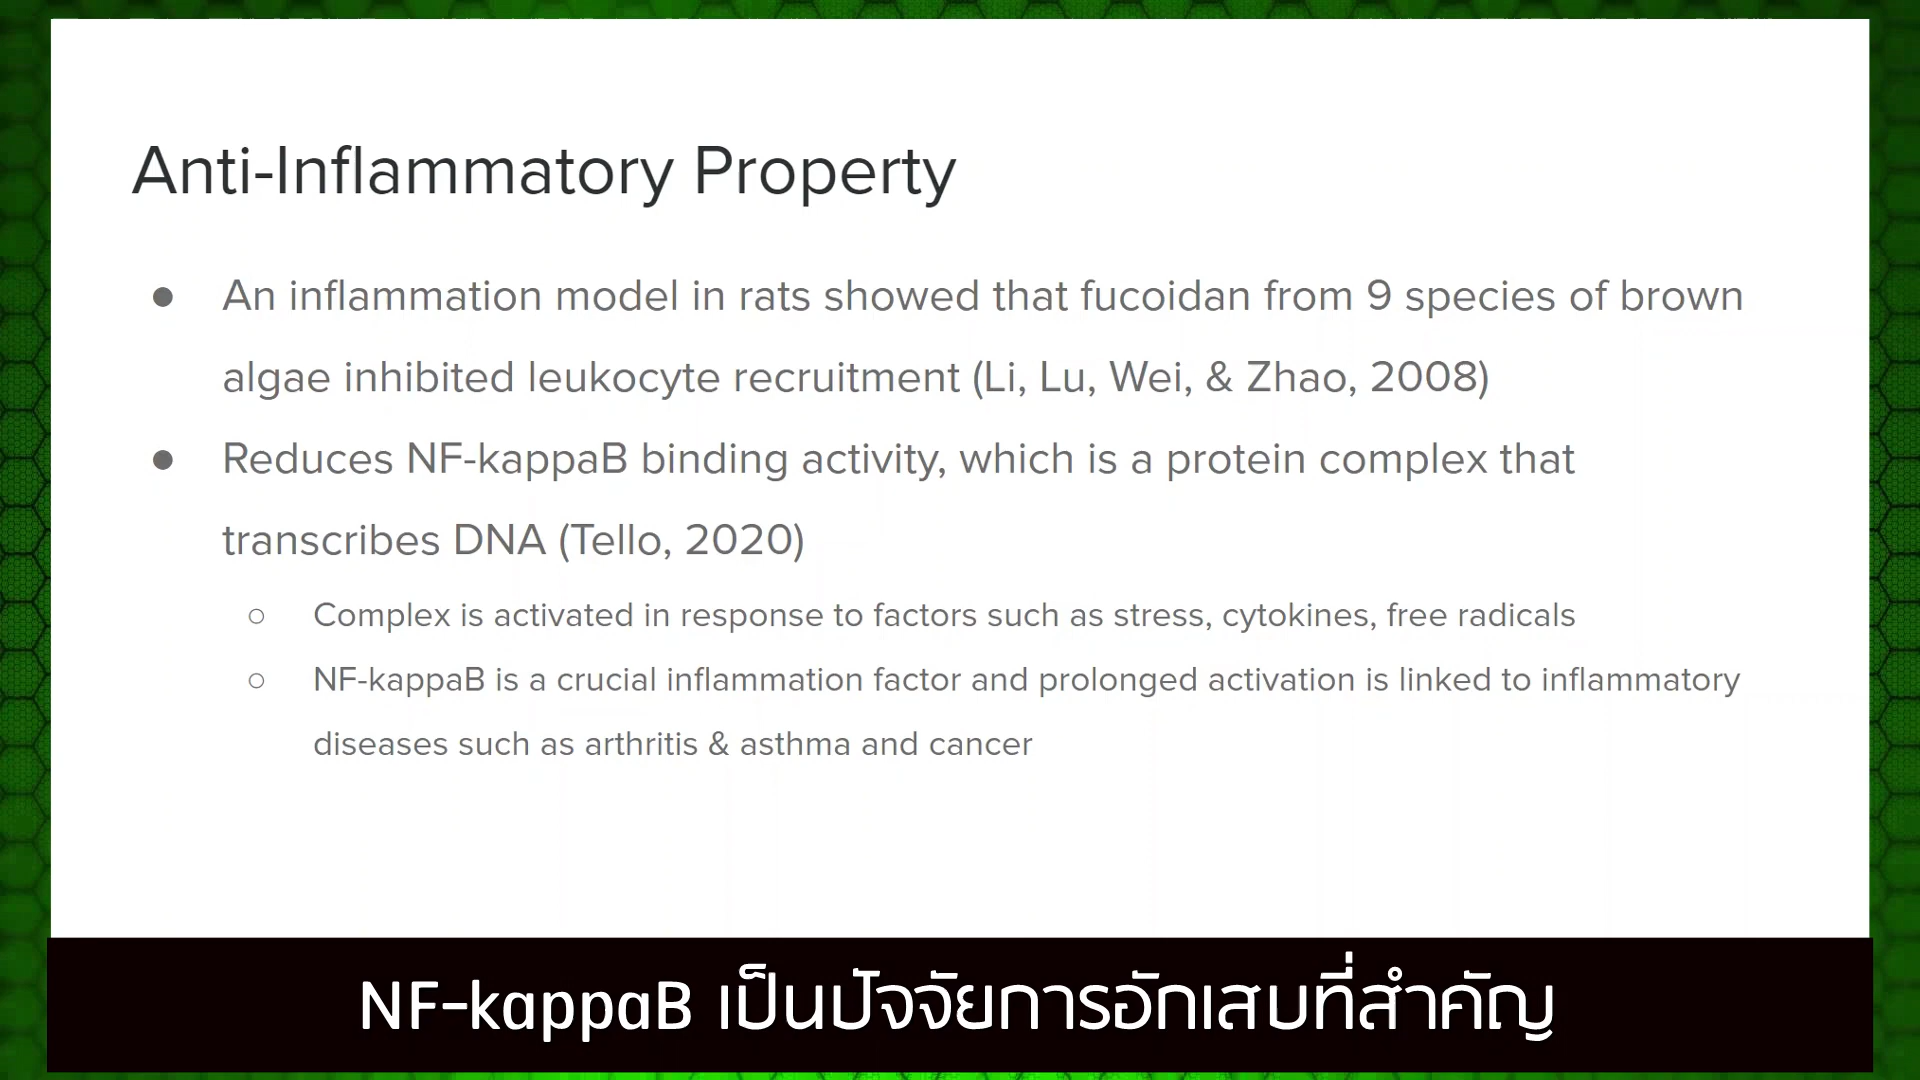 Anti-Inflammatory Property
● An inflammation model in rats showed that fucoidan from 9 species of brown
algae inhibited leukocyte recruitment (Li, Lu, Wei, & Zhao, 2008)
● Reduces NF-kappaB binding activity, which is a protein complex that
transcribes DNA (Tello, 2020)
○ Complex is activated in response to factors such as stress, cytokines, free radicals
○ NF-kappaB is a crucial inflammation factor and prolonged activation is linked to inflammatory
diseases such as arthritis & asthma and cancer
NF-kappaB เป็นปัจจัยการอักเสบที่สำคัญ